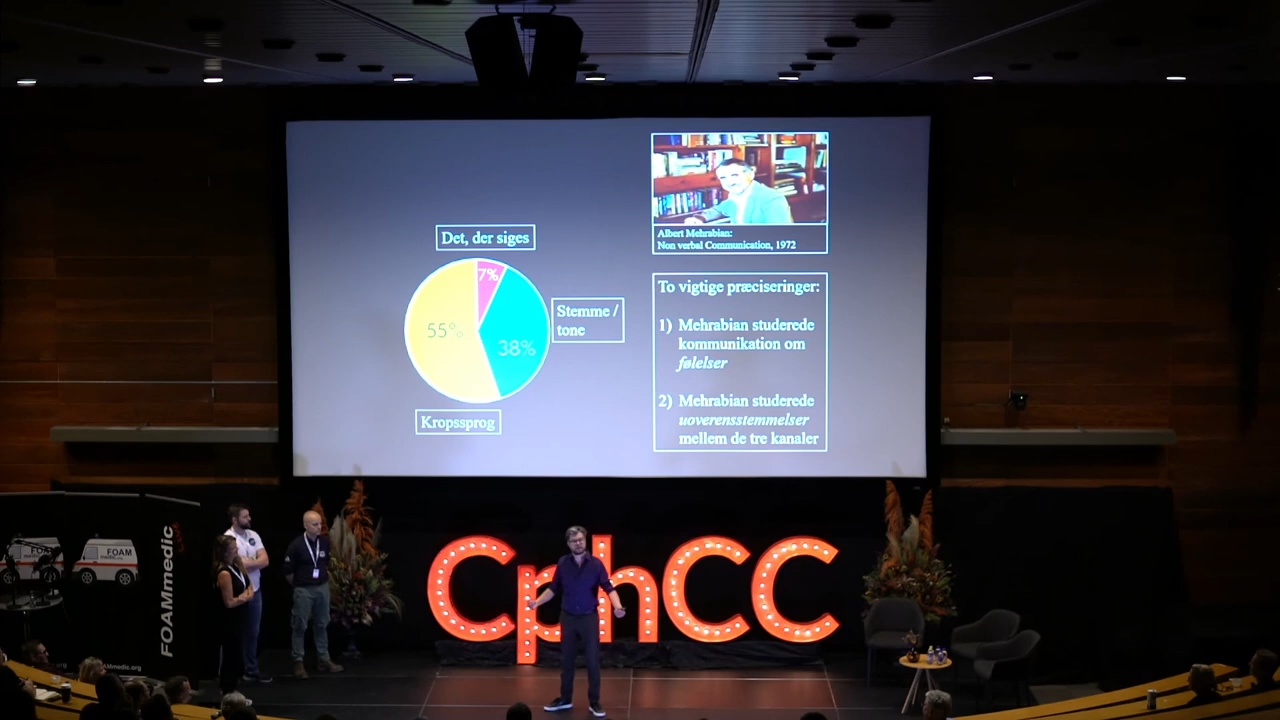 Det, der siges
7%
Stemme /
tone
55%
38%
Kropssprog
Albert Mehrabian:
Non verbal Communication, 1972
To vigtige præciseringer:
1) Mehrabian studerede
kommunikation om
følelser
2) Mehrabian studerede
uoverensstemmelser
mellem de tre kanaler
CphCC
FOAMmedic
FOAM